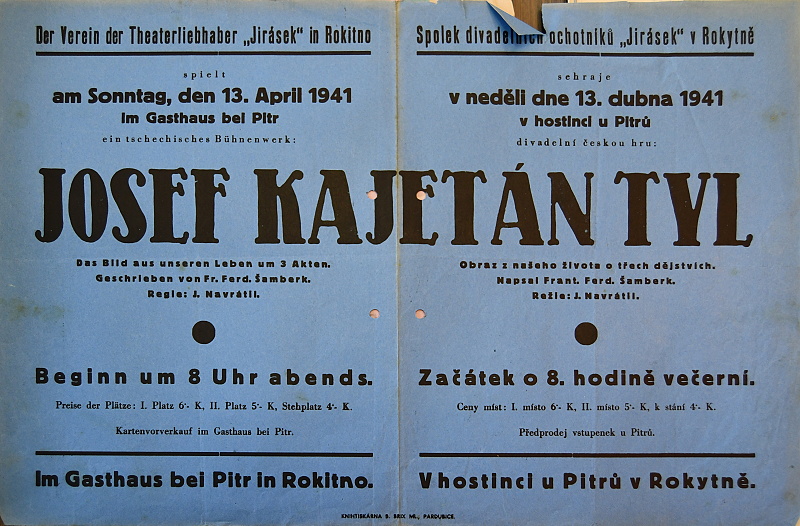 Der Verein der Theaterliebhaber „Jirásek“ in Rokitno
spielt
am Sonntag, den 13. April 1941
im Gasthaus bei Pitr
ein tschechisches Bühnenwerk:
Spolek divadelních ochotníků „Jirásek“ v Rokytně
sehraje
v neděli dne 13. dubna 1941
v hostinci u Pitrů
divadelní českou hru:
JOSEF KAJETÁN TYL
Das Bild aus unseren Leben um 3 Akten.
Geschrieben von Fr. Ferd. Šamberk.
Regie: J. Navrátil.
Beginn um 8 Uhr abends.
Preise der Plätze: I. Platz 6·- K, II. Platz 5·- K, Stehplatz 4·- K.
Kartenvorverkauf im Gasthaus bei Pitr.
Im Gasthaus bei Pitr in Rokitno.
Obraz z našeho života o třech dějstvích.
Napsal Frant. Ferd. Šamberk.
Režie: J. Navrátil.
Začátek o 8. hodině večerní.
Ceny míst: I. místo 6·- K, II. místo 5·- K, k stání 4·- K.
Předprodej vstupenek u Pitrů.
V hostinci u Pitrů v Rokytně.
KNIHTISKÁRNA S. BRIX ML., PARDUBICE.